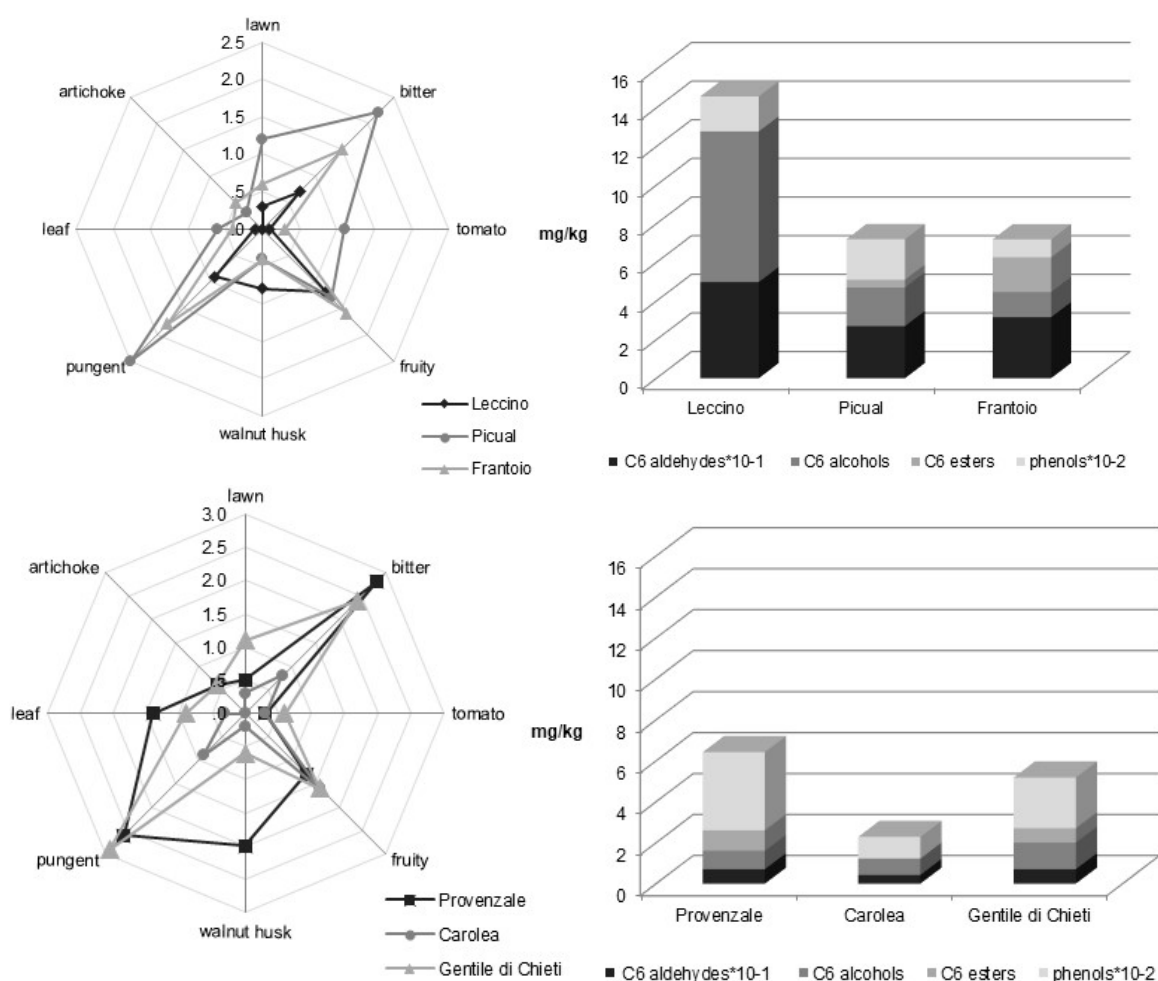 lawn
2.5
2.0
1.5
1.0
.5
.0
artichoke
bitter
leaf
tomato
pungent
fruity
walnut husk
Leccino
Picual
Frantoio
mg/kg
16
14
12
10
8
6
4
2
0
Leccino Picual Frantoio
C6 aldehydes*10-1 C6 alcohols C6 esters phenols*10-2
lawn
3.0
2.5
2.0
1.5
1.0
.5
.0
artichoke
bitter
leaf
tomato
pungent
fruity
walnut husk
Provenzale
Carolea
Gentile di Chieti
mg/kg
16
14
12
10
8
6
4
2
0
Provenzale Carolea Gentile di Chieti
C6 aldehydes*10-1 C6 alcohols C6 esters phenols*10-2